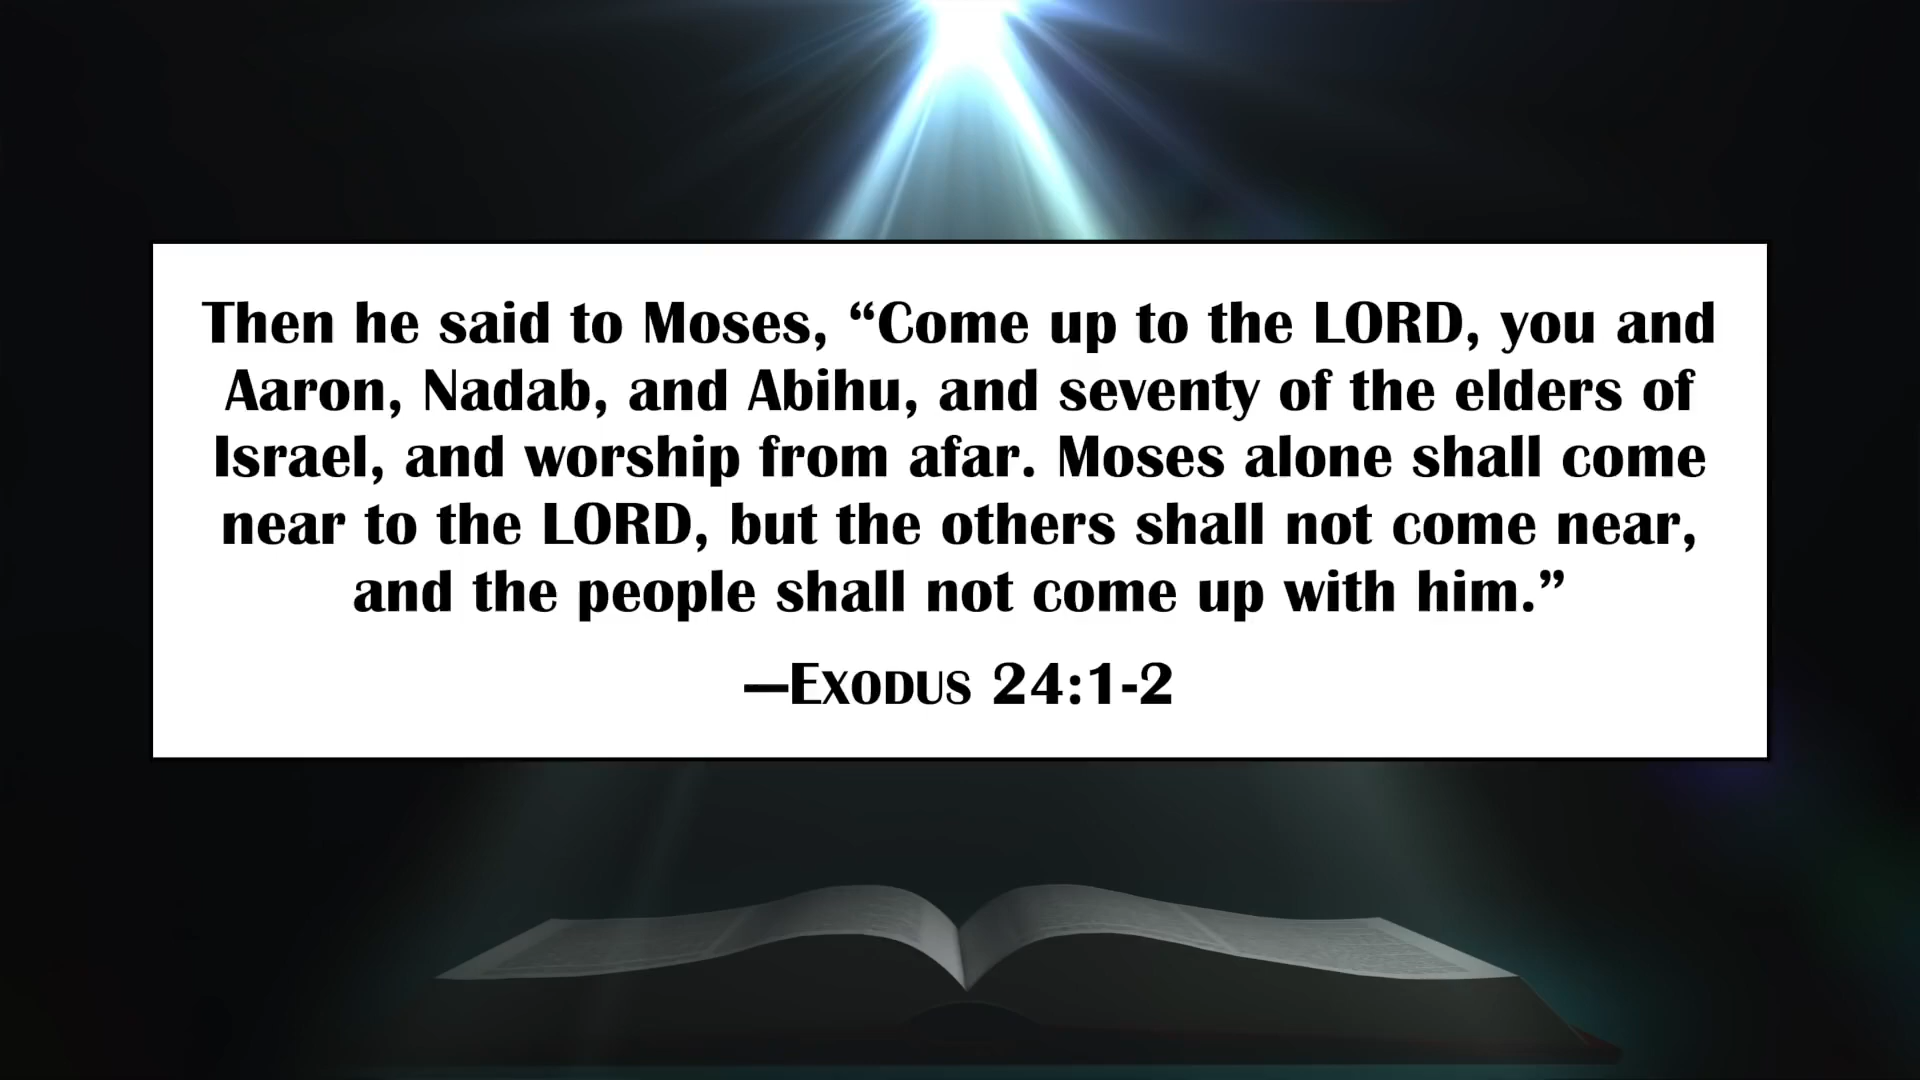 Then he said to Moses, “Come up to the LORD, you and
Aaron, Nadab, and Abihu, and seventy of the elders of
Israel, and worship from afar. Moses alone shall come
near to the LORD, but the others shall not come near,
and the people shall not come up with him.”
—EXODUS 24:1-2